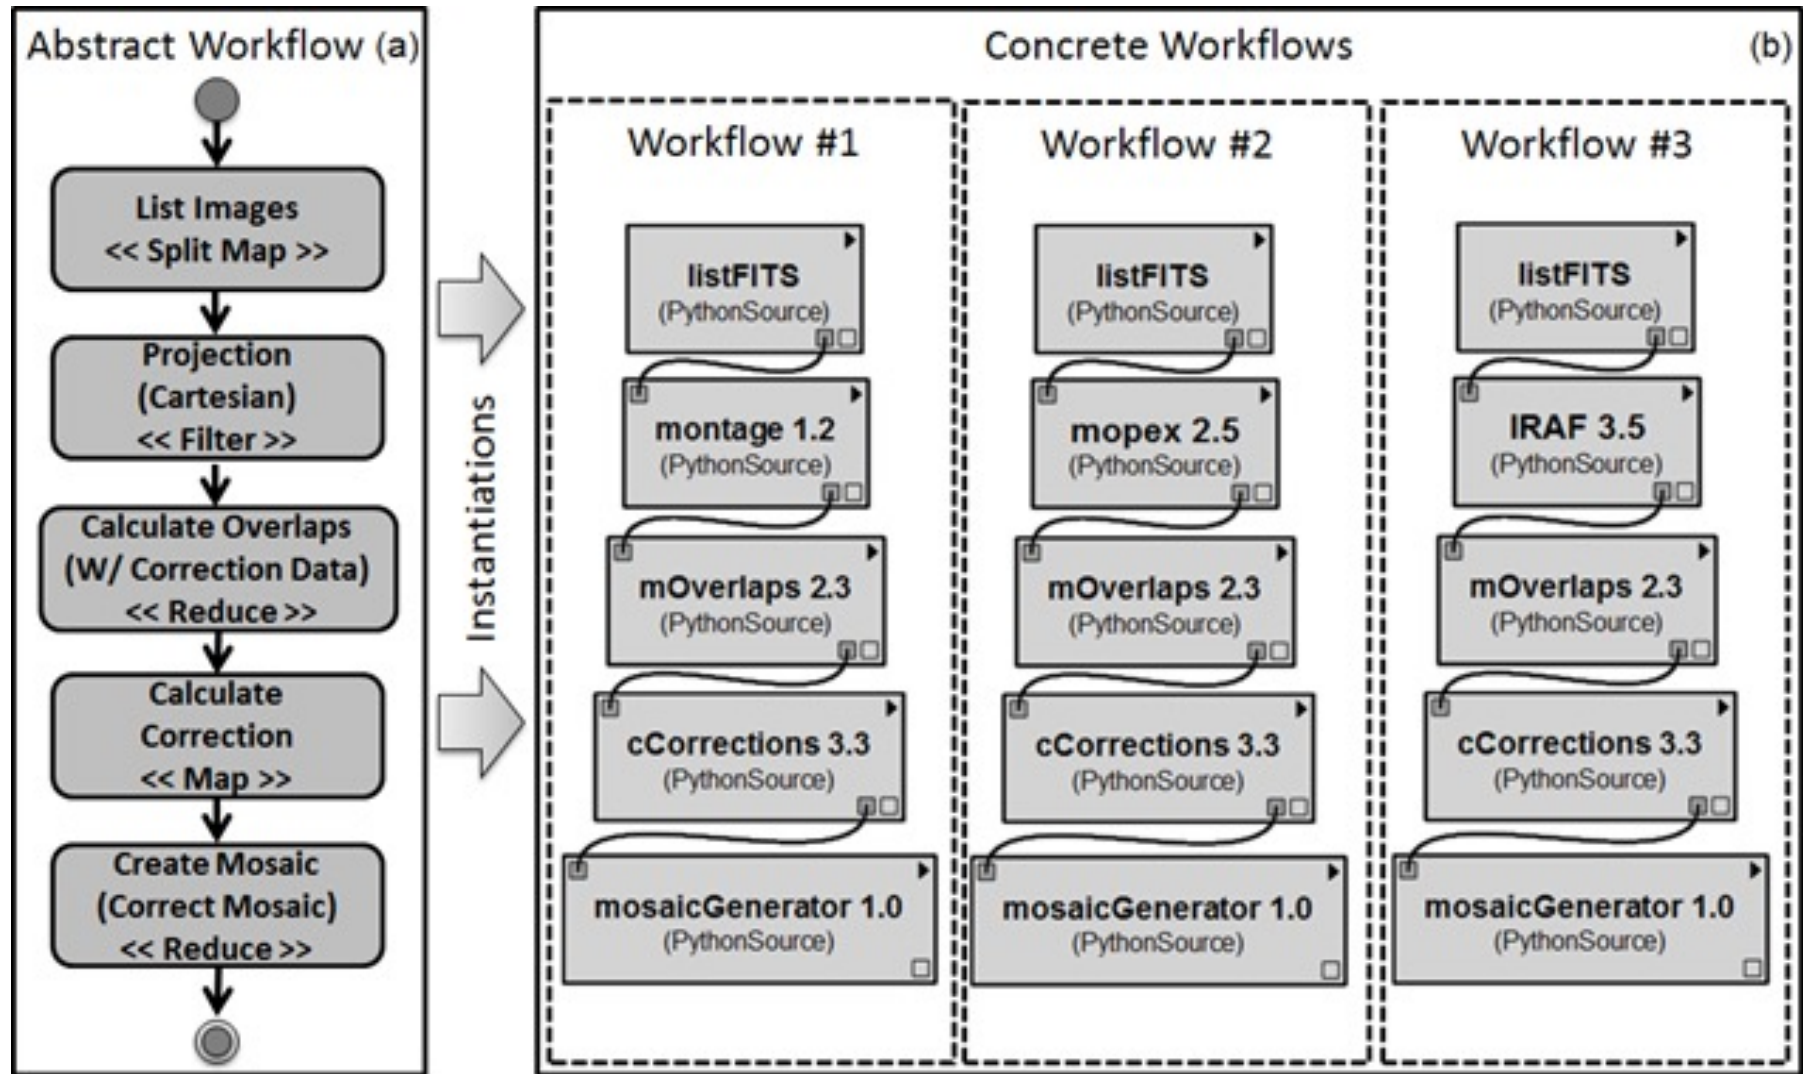 Abstract Workflow (a)
List Images
<< Split Map >>
Projection
(Cartesian)
<< Filter >>
Calculate Overlaps
(W/ Correction Data)
<< Reduce >>
Calculate
Correction
<< Map >>
Create Mosaic
(Correct Mosaic)
<< Reduce >>
Instantiations
Concrete Workflows
(b)
Workflow #1
listFITS
(PythonSource)
montage 1.2
(PythonSource)
mOverlaps 2.3
(PythonSource)
cCorrections 3.3
(PythonSource)
mosaicGenerator 1.0
(PythonSource)
Workflow #2
listFITS
(PythonSource)
mopex 2.5
(PythonSource)
mOverlaps 2.3
(PythonSource)
cCorrections 3.3
(PythonSource)
mosaicGenerator 1.0
(PythonSource)
Workflow #3
listFITS
(PythonSource)
IRAF 3.5
(PythonSource)
mOverlaps 2.3
(PythonSource)
cCorrections 3.3
(PythonSource)
mosaicGenerator 1.0
(PythonSource)